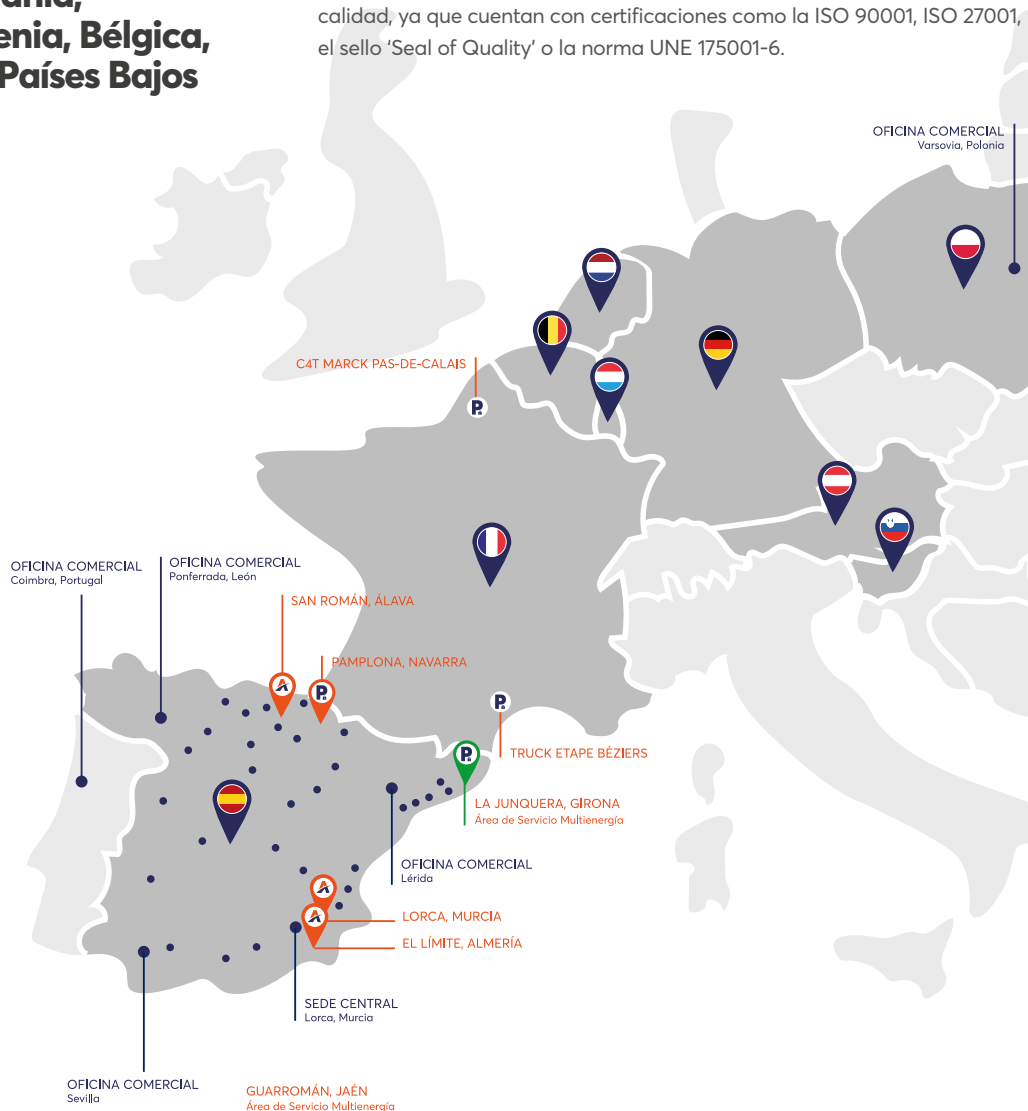 enia, Bélgica,
Países Bajos
calidad, ya que cuentan con certificaciones como la ISO 90001, ISO 27001,
el sello ‘Seal of Quality’ o la norma UNE 175001-6.
OFICINA COMERCIAL
Varsovia, Polonia
C4T MARCK PAS-DE-CALAIS
P.
OFICINA COMERCIAL
Coimbra, Portugal
OFICINA COMERCIAL
Ponferrada, León
SAN ROMÁN, ÁLAVA
A
PAMPLONA, NAVARRA
P.
P.
TRUCK ETAPE BÉZIERS
P.
LA JUNQUERA, GIRONA
Área de Servicio Multienergía
OFICINA COMERCIAL
Lérida
A
LORCA, MURCIA
A
EL LÍMITE, ALMERÍA
SEDE CENTRAL
Lorca, Murcia
OFICINA COMERCIAL
Sevilla
GUARROMÁN, JAÉN
Área de Servicio Multienergía